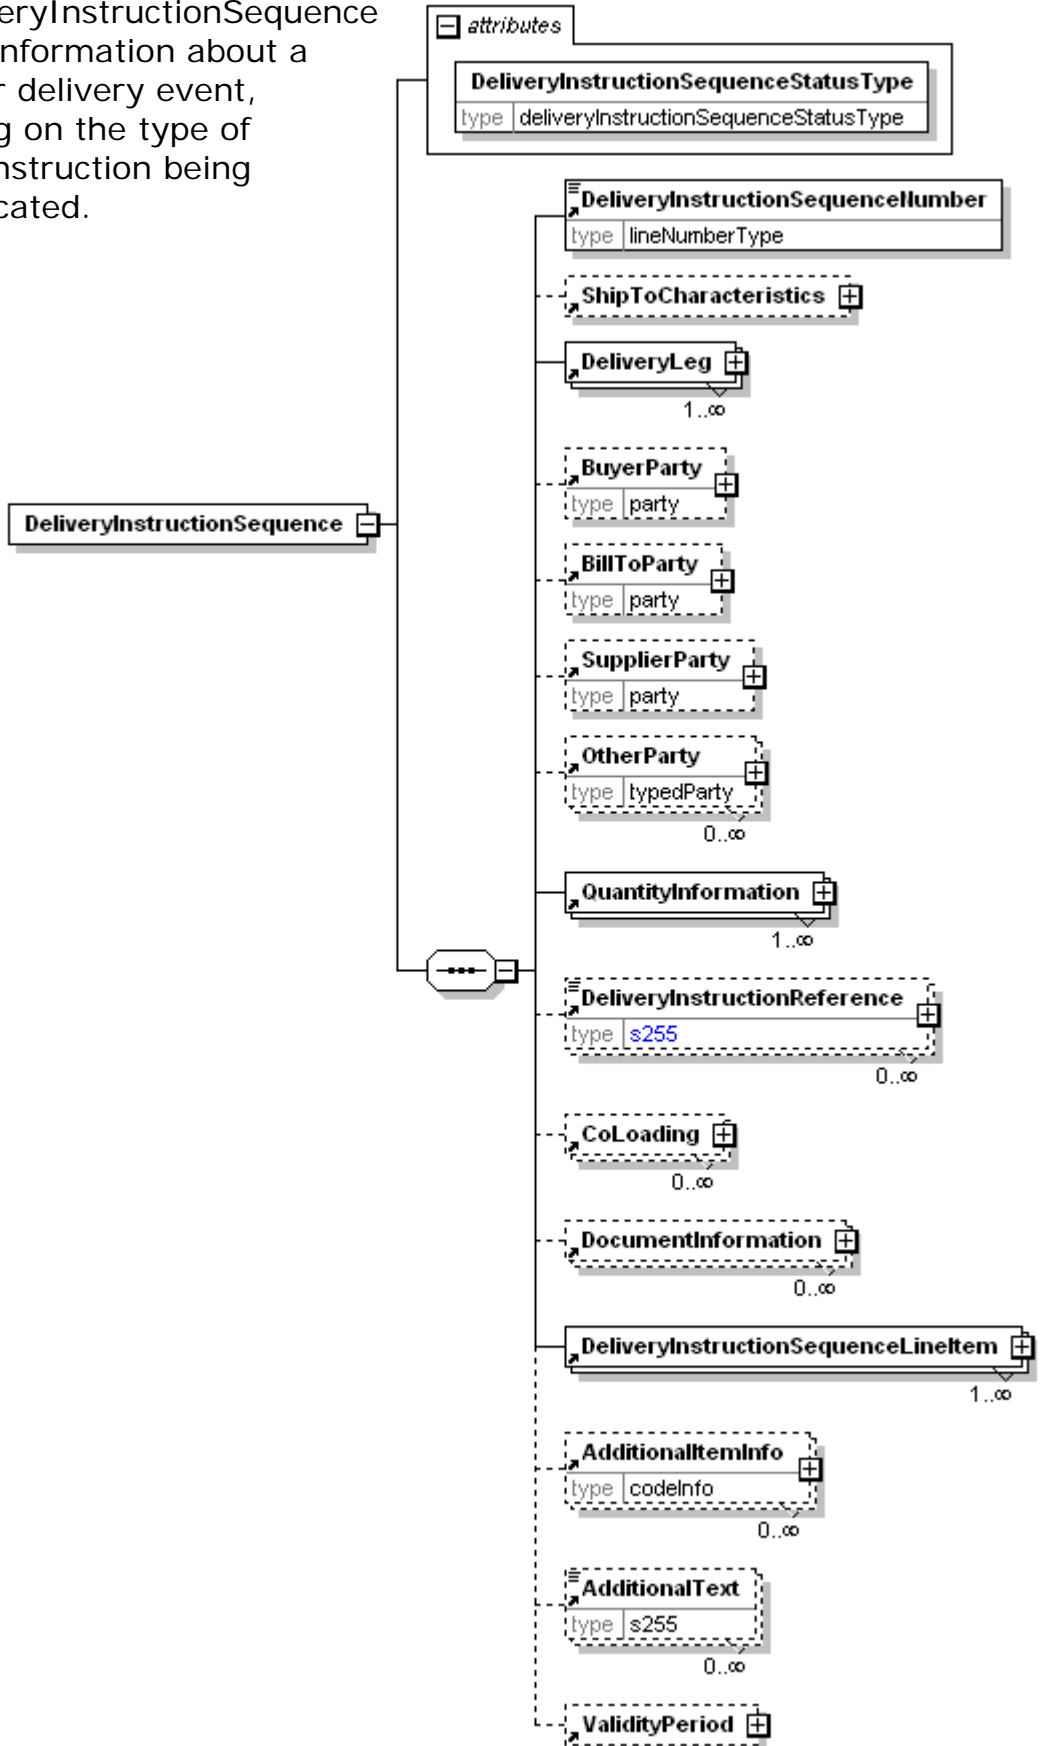 eryInstructionSequence
nformation about a
r delivery event,
g on the type of
nstruction being
cated.
attributes
DeliveryInstructionSequenceStatusType
type deliveryInstructionSequenceStatusType
DeliveryInstructionSequenceNumber
type lineNumberType
ShipToCharacteristics
DeliveryLeg
1..∞
BuyerParty
type party
DeliveryInstructionSequence
BillToParty
type party
SupplierParty
type party
OtherParty
type typedParty
0..∞
QuantityInformation
1..∞
DeliveryInstructionReference
type s255
0..∞
CoLoading
0..∞
DocumentInformation
0..∞
DeliveryInstructionSequenceLineItem
1..∞
AdditionalItemInfo
type codeInfo
0..∞
AdditionalText
type s255
0..∞
ValidityPeriod